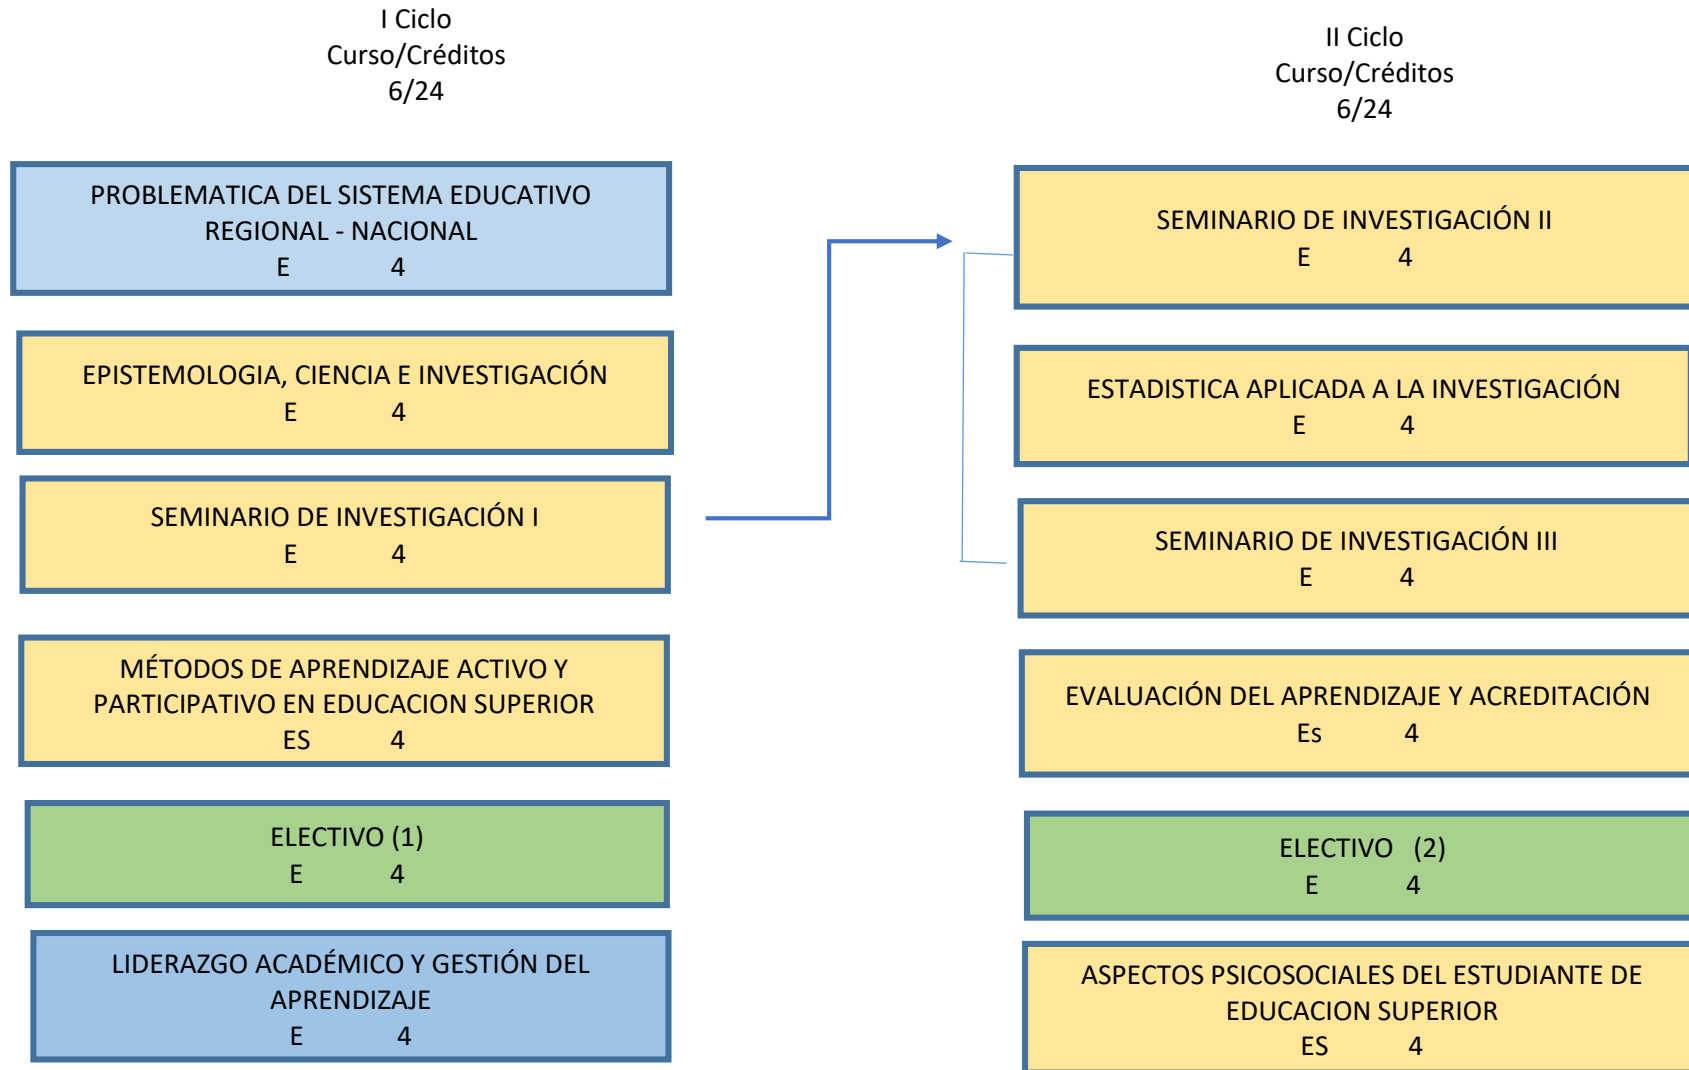 I Ciclo
Curso/Créditos
6/24
PROBLEMATICA DEL SISTEMA EDUCATIVO
REGIONAL - NACIONAL
E 4
EPISTEMOLOGIA, CIENCIA E INVESTIGACIÓN
E 4
SEMINARIO DE INVESTIGACIÓN I
E 4
MÉTODOS DE APRENDIZAJE ACTIVO Y
PARTICIPATIVO EN EDUCACION SUPERIOR
ES 4
ELECTIVO (1)
E 4
LIDERAZGO ACADÉMICO Y GESTIÓN DEL
APRENDIZAJE
E 4
II Ciclo
Curso/Créditos
6/24
SEMINARIO DE INVESTIGACIÓN II
E 4
ESTADISTICA APLICADA A LA INVESTIGACIÓN
E 4
SEMINARIO DE INVESTIGACIÓN III
E 4
EVALUACIÓN DEL APRENDIZAJE Y ACREDITACIÓN
Es 4
ELECTIVO (2)
E 4
ASPECTOS PSICOSOCIALES DEL ESTUDIANTE DE
EDUCACION SUPERIOR
ES 4